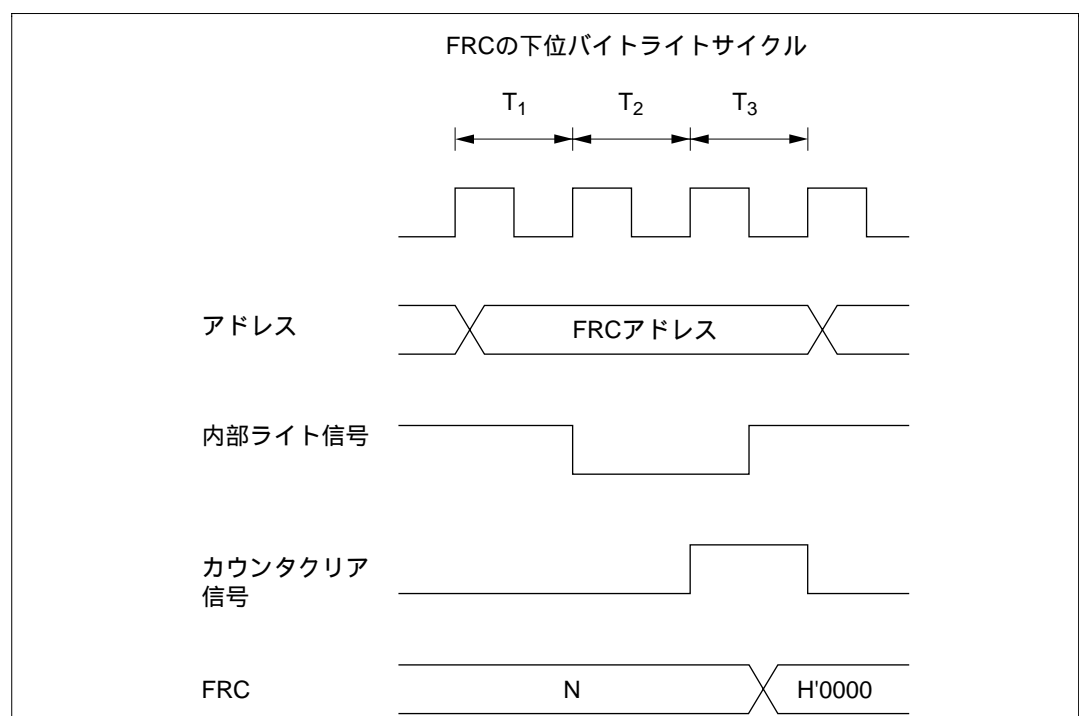 FRCの下位バイトライトサイクル
T1 T2 T3
アドレス
FRCアドレス
内部ライト信号
カウンタクリア
信号
FRC
N
H'0000